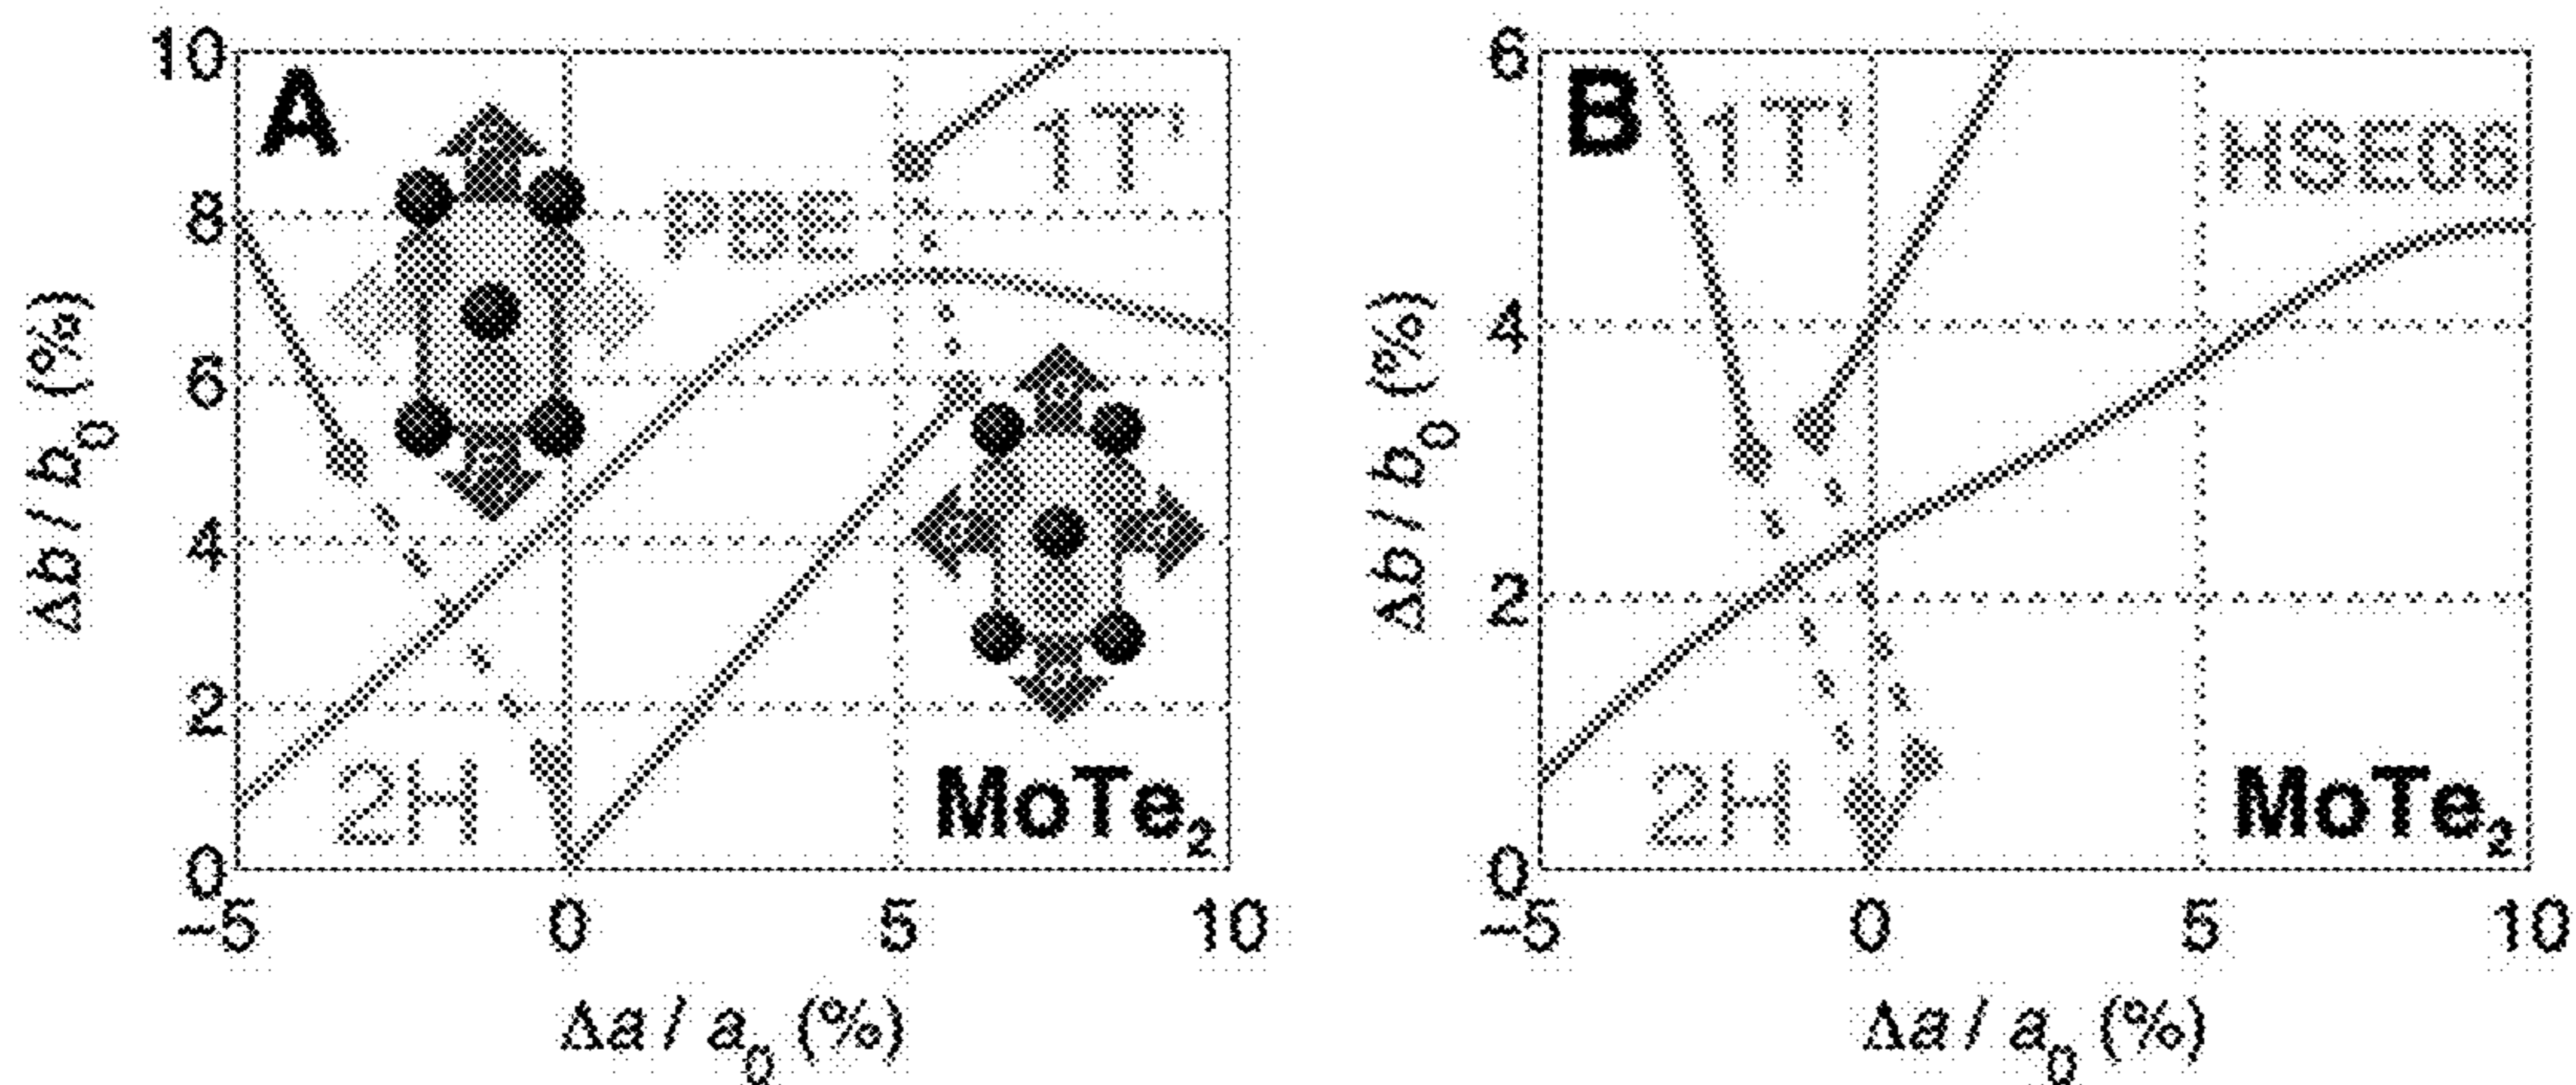 A
PBE
1T'
2H
MoTe₂
10
8
6
4
2
0
-5
0
5
10
Δb / b₀ (%)
Δa / a₀ (%)
B
1T'
HSE06
2H
MoTe₂
6
4
2
0
-5
0
5
10
Δb / b₀ (%)
Δa / a₀ (%)